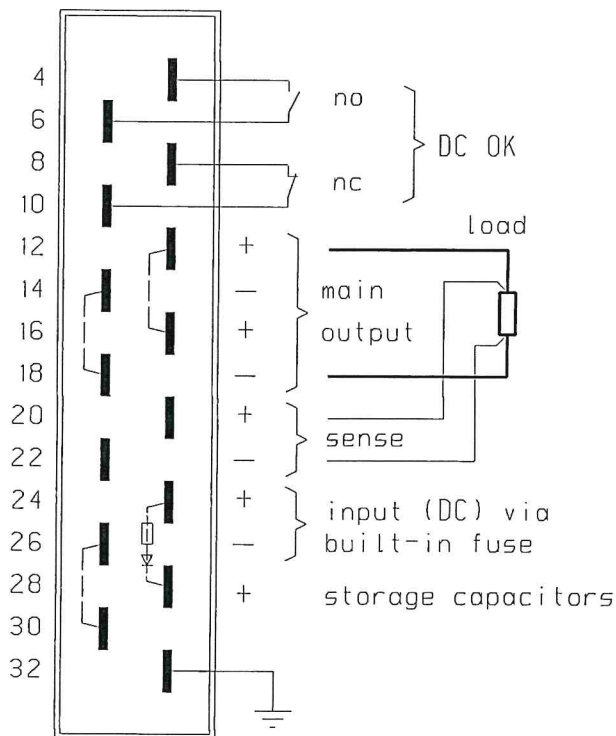 4
no
6
DC OK
8
nc
10
load
12 +
14 − main
16 + output
18 −
20 +
sense
22 −
24 +
input (DC) via
26 − built-in fuse
28 + storage capacitors
30
32